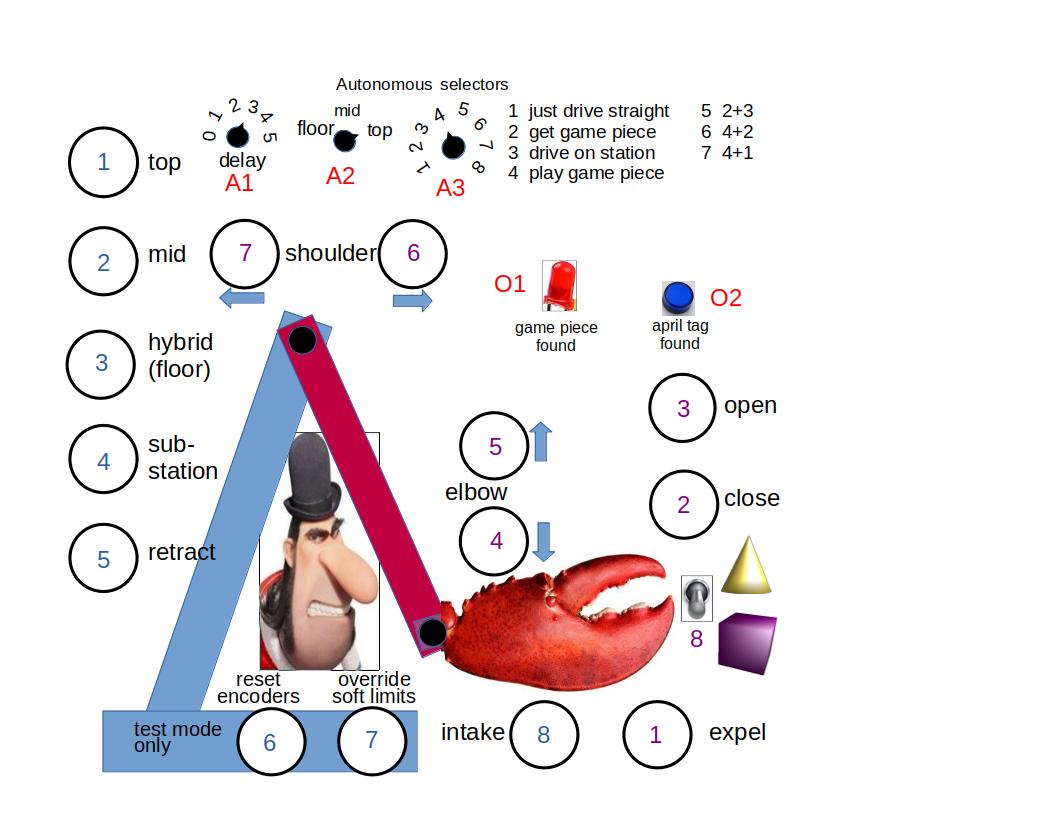 Autonomous selectors
0 1 2 3 4 5
delay
A1
floor mid top
A2
1 2 3 4 5 6 7 8
A3
1 just drive straight 5 2+3
2 get game piece 6 4+2
3 drive on station 7 4+1
4 play game piece
1 top
2 mid
7 shoulder 6
O1
game piece
found
O2
april tag
found
3 hybrid
(floor)
3 open
4 sub-
station
5
elbow
4
2 close
5 retract
8
reset
encoders
override
soft limits
test mode
only
6
7
intake 8
1 expel